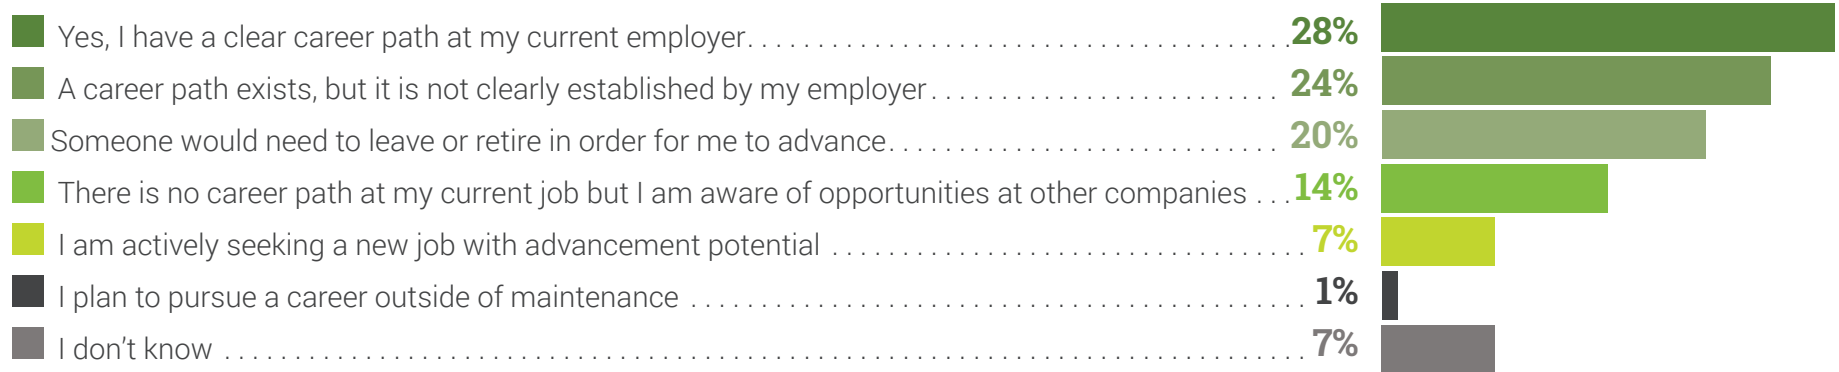 Yes, I have a clear career path at my current employer. . . . . . . . . . . . . . . . . . . . . . . . . . . . . . . . . . . . . . . 28%
A career path exists, but it is not clearly established by my employer . . . . . . . . . . . . . . . . . . . . . . . . . 24%
Someone would need to leave or retire in order for me to advance. . . . . . . . . . . . . . . . . . . . . . . . . . . . 20%
There is no career path at my current job but I am aware of opportunities at other companies . . . 14%
I am actively seeking a new job with advancement potential . . . . . . . . . . . . . . . . . . . . . . . . . . . . . . . . . . 7%
I plan to pursue a career outside of maintenance . . . . . . . . . . . . . . . . . . . . . . . . . . . . . . . . . . . . . . . . . . . . 1%
I don’t know . . . . . . . . . . . . . . . . . . . . . . . . . . . . . . . . . . . . . . . . . . . . . . . . . . . . . . . . . . . . . . . . . . . . . . . . . . . . . 7%